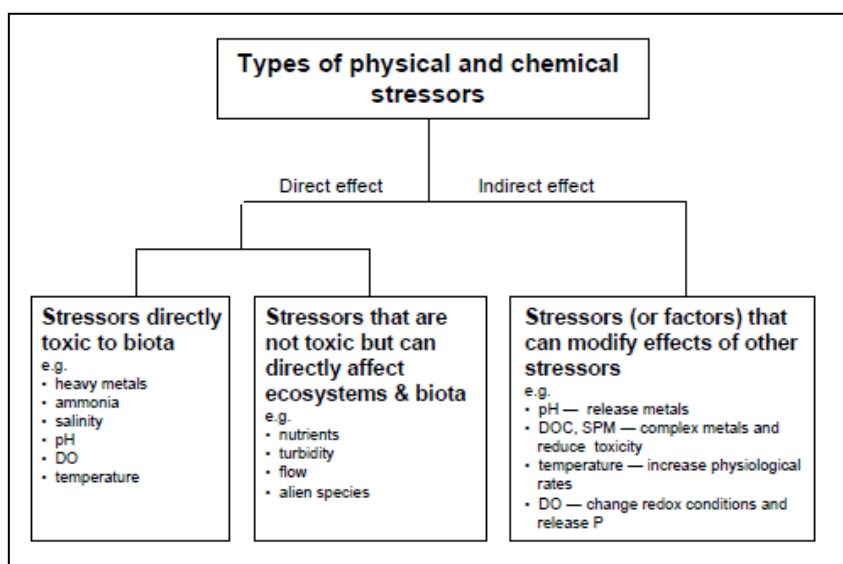 Types of physical and chemical
stressors
Direct effect
Indirect effect
Stressors directly
toxic to biota
e.g.
• heavy metals
• ammonia
• salinity
• pH
• DO
• temperature
Stressors that are
not toxic but can
directly affect
ecosystems & biota
e.g.
• nutrients
• turbidity
• flow
• alien species
Stressors (or factors) that
can modify effects of other
stressors
e.g.
• pH — release metals
• DOC, SPM — complex metals and
reduce toxicity
• temperature — increase physiological
rates
• DO — change redox conditions and
release P